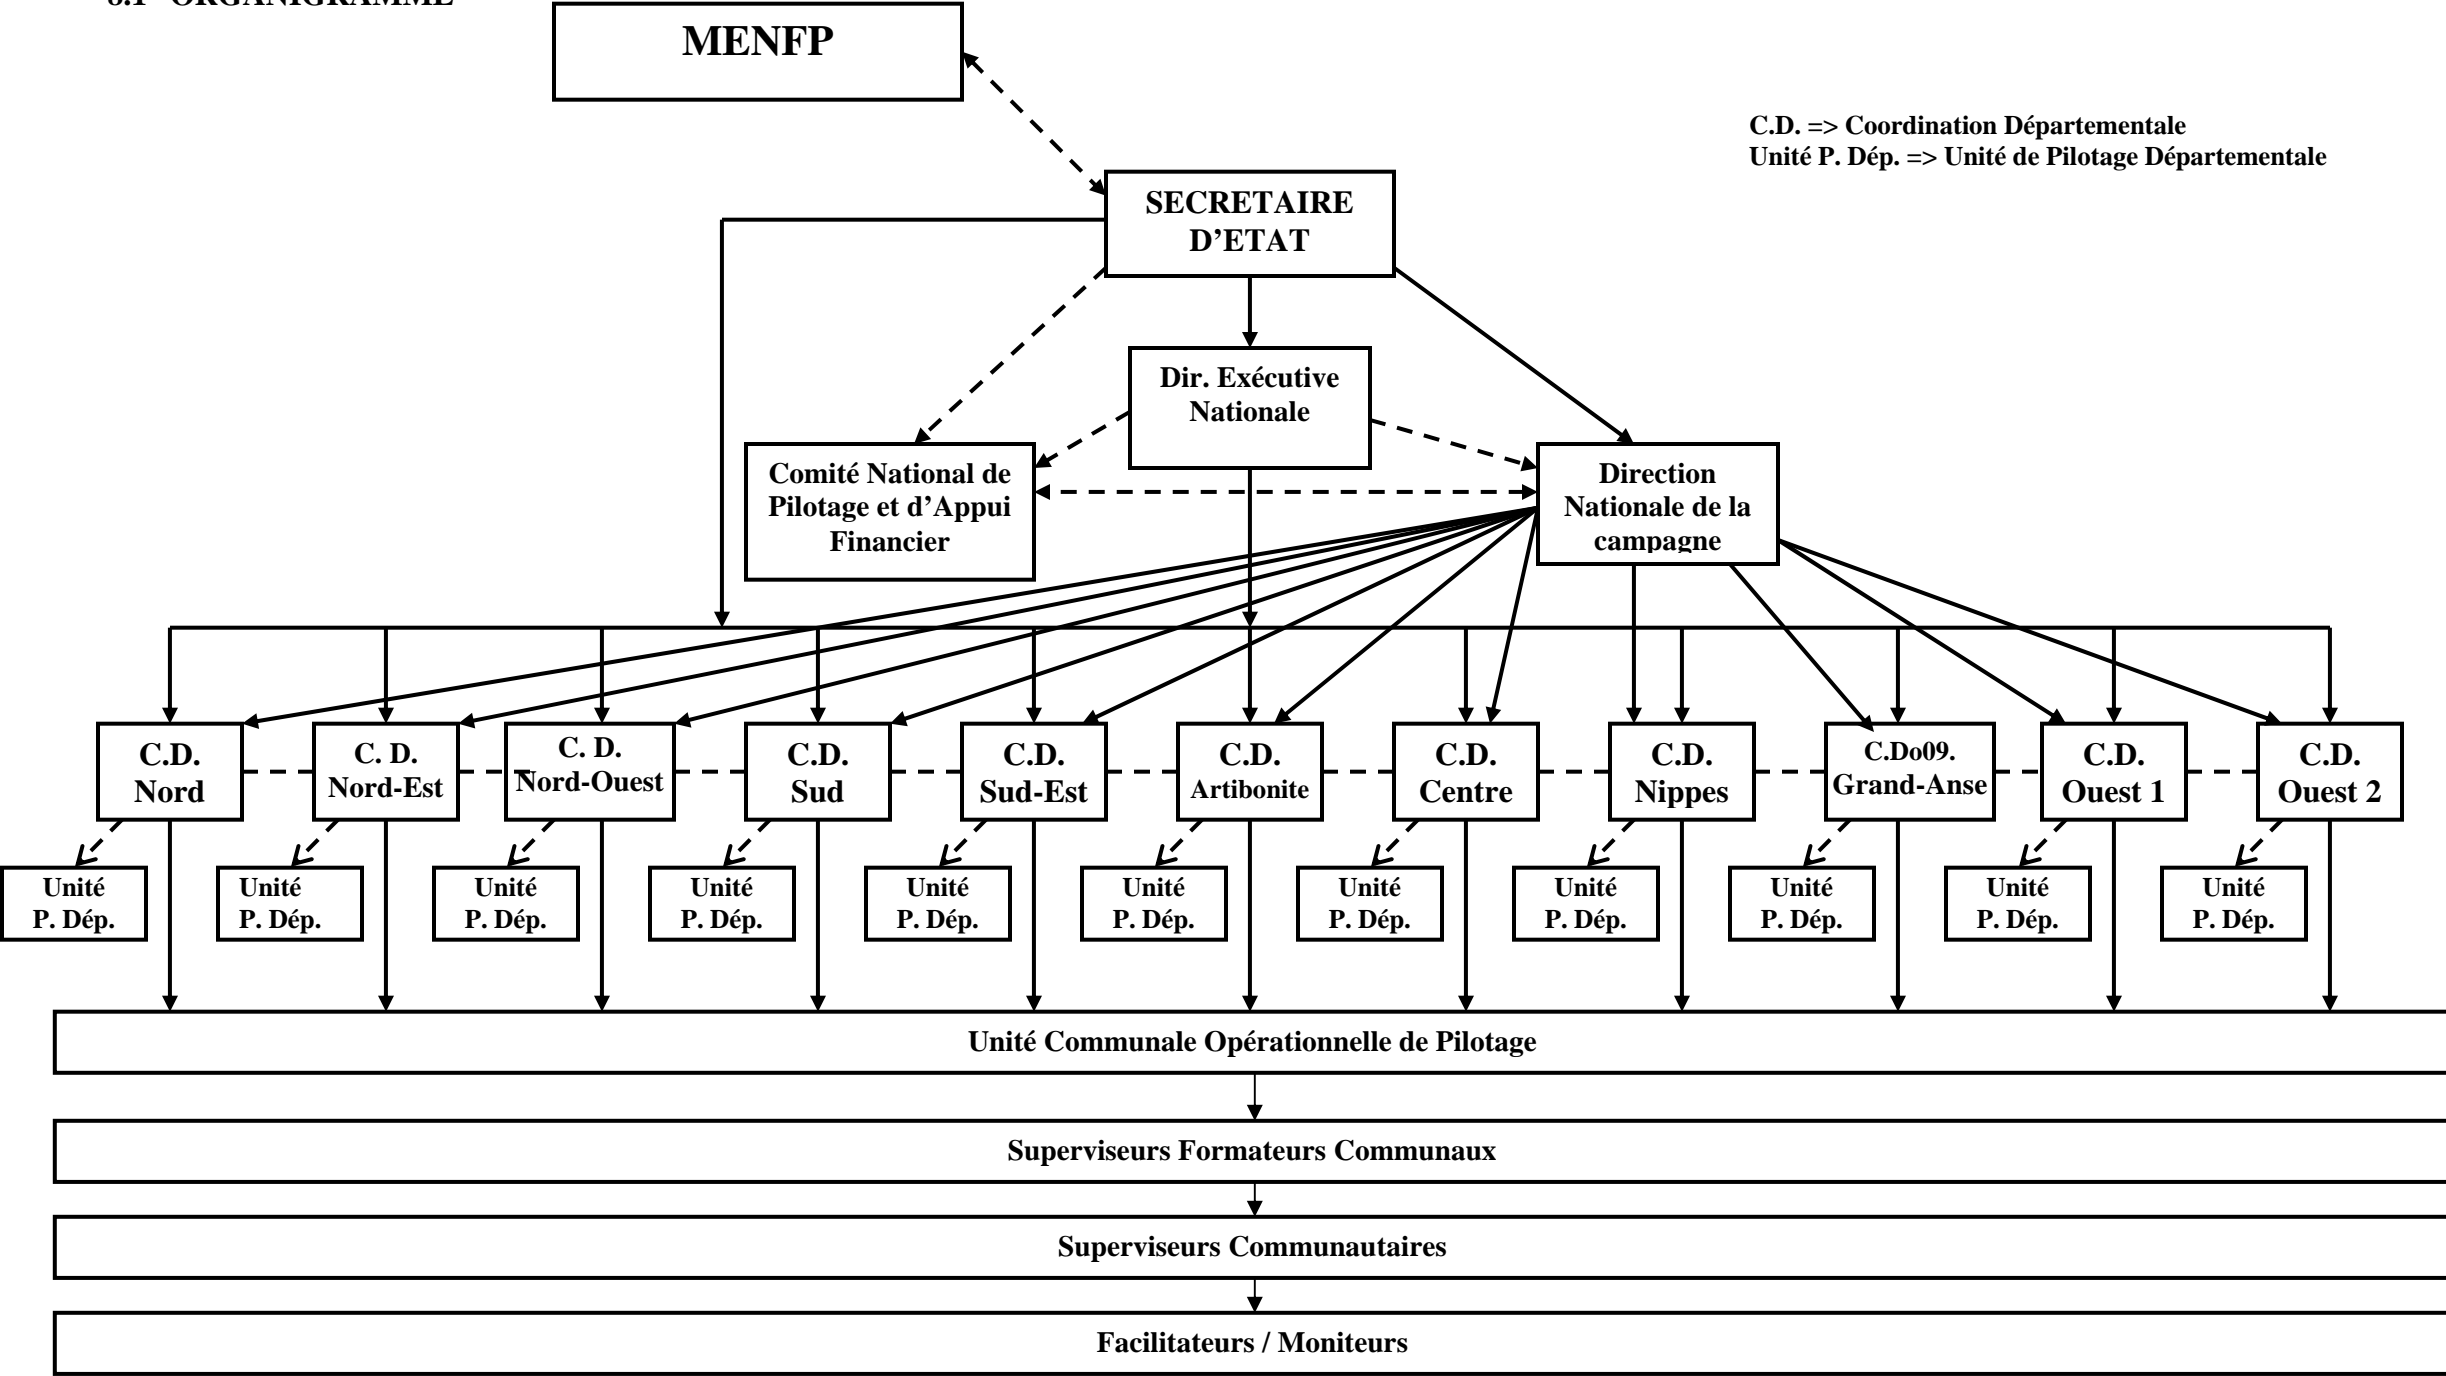 8.1 ORGANIGRAMME
MENFP
C.D. => Coordination Départementale
Unité P. Dép. => Unité de Pilotage Départementale
SECRETAIRE
D’ETAT
Dir. Exécutive
Nationale
Comité National de
Pilotage et d’Appui
Financier
Direction
Nationale de la
campagne
C.D.
Nord
C. D.
Nord-Est
C. D.
Nord-Ouest
C.D.
Sud
C.D.
Sud-Est
C.D.
Artibonite
C.D.
Centre
C.D.
Nippes
C.Do09.
Grand-Anse
C.D.
Ouest 1
C.D.
Ouest 2
Unité
P. Dép.
Unité
P. Dép.
Unité
P. Dép.
Unité
P. Dép.
Unité
P. Dép.
Unité
P. Dép.
Unité
P. Dép.
Unité
P. Dép.
Unité
P. Dép.
Unité
P. Dép.
Unité
P. Dép.
Unité Communale Opérationnelle de Pilotage
Superviseurs Formateurs Communaux
Superviseurs Communautaires
Facilitateurs / Moniteurs